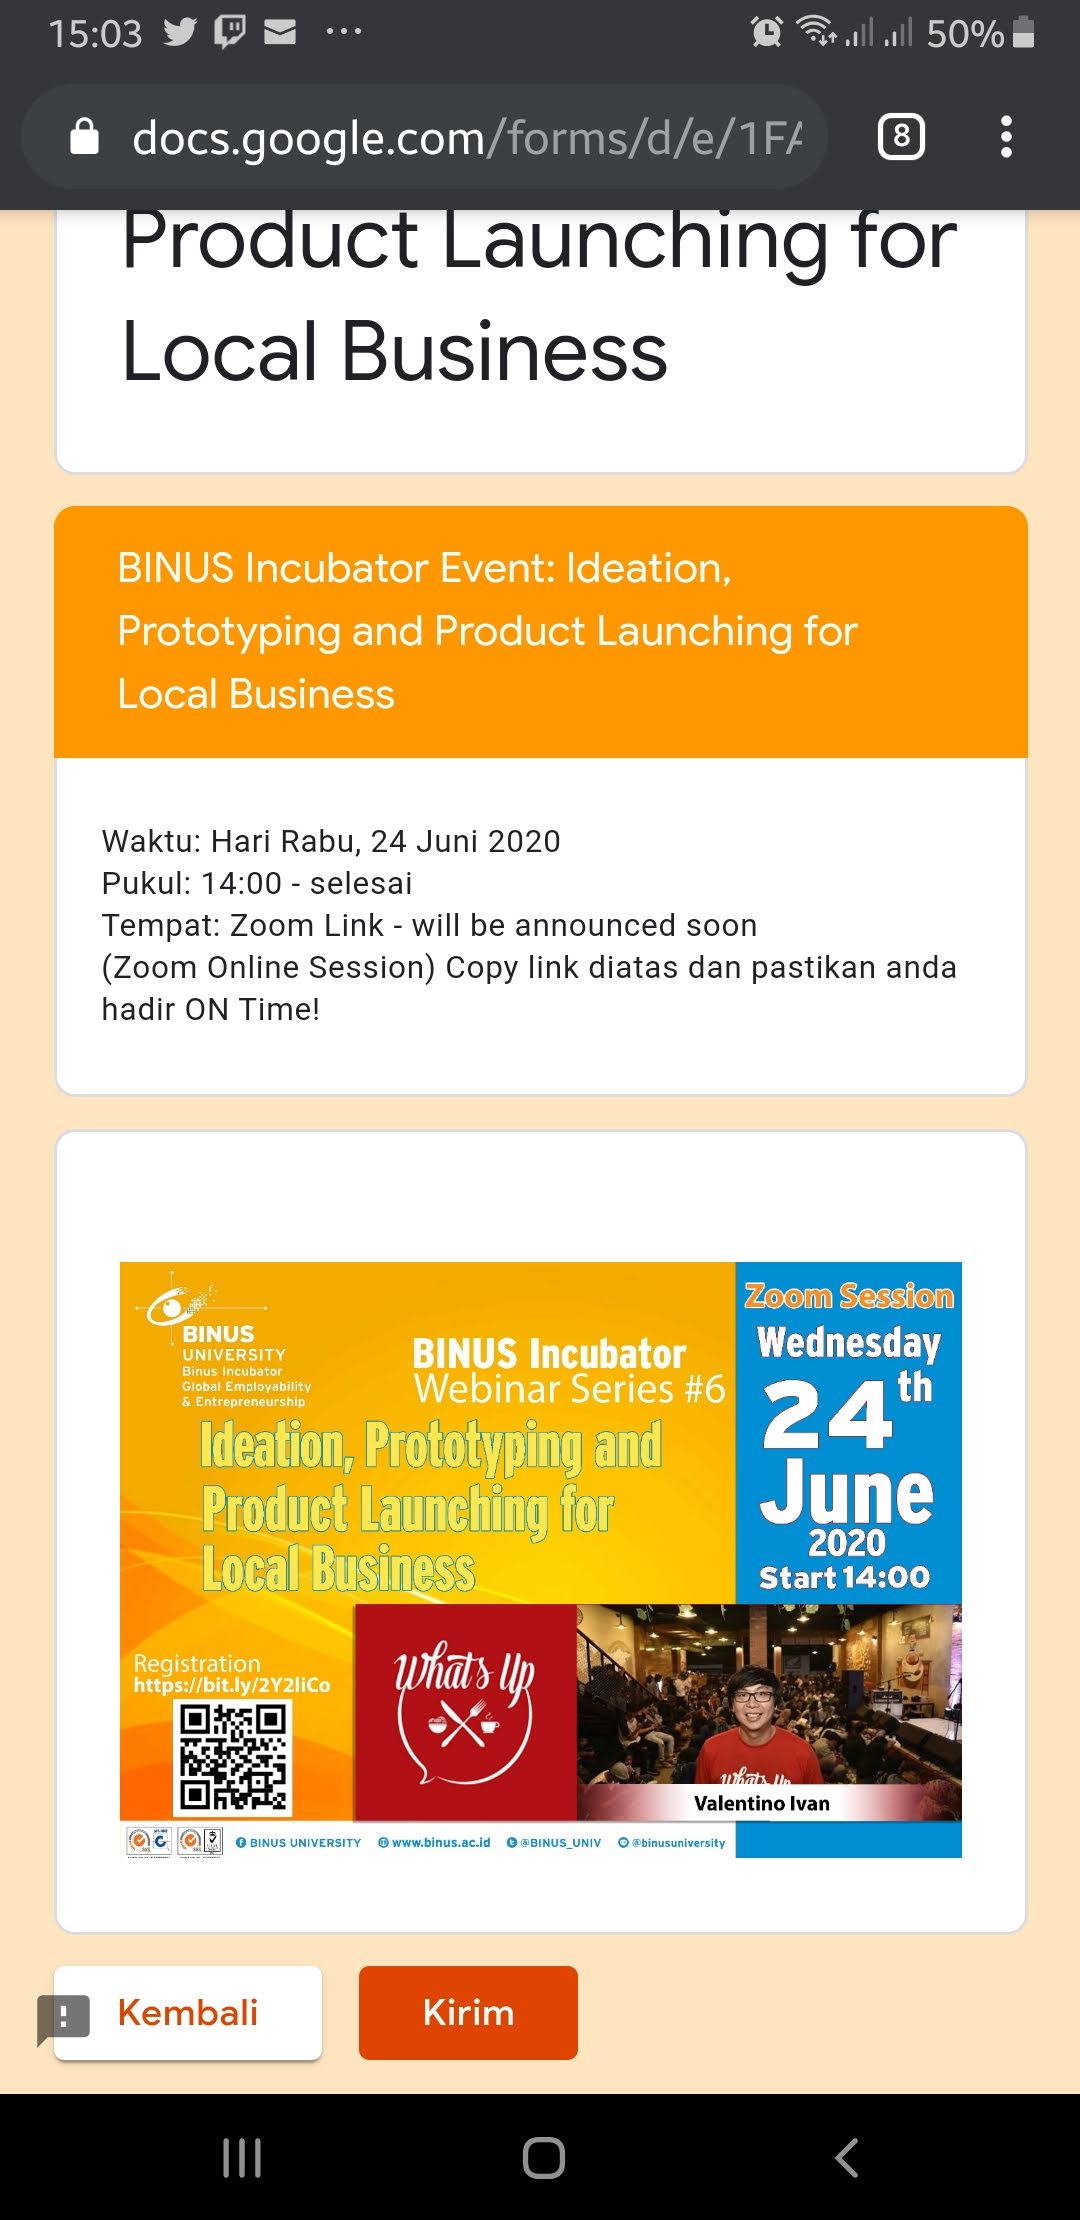 15:03
50%
docs.google.com/forms/d/e/1FA
8
Product Launching for
Local Business
BINUS Incubator Event: Ideation,
Prototyping and Product Launching for
Local Business
Waktu: Hari Rabu, 24 Juni 2020
Pukul: 14:00 - selesai
Tempat: Zoom Link - will be announced soon
(Zoom Online Session) Copy link diatas dan pastikan anda
hadir ON Time!
BINUS
UNIVERSITY
Binus Incubator
Global Employability
& Entrepreneurship
BINUS Incubator
Webinar Series #6
Ideation, Prototyping and
Product Launching for
Local Business
Zoom Session
Wednesday
24th
June
2020
Start 14:00
Registration
https://bit.ly/2Y2liCo
What's Up
What's Up
Valentino Ivan
BINUS UNIVERSITY www.binus.ac.id @BINUS_UNIV @binusuniversity
Kembali
Kirim